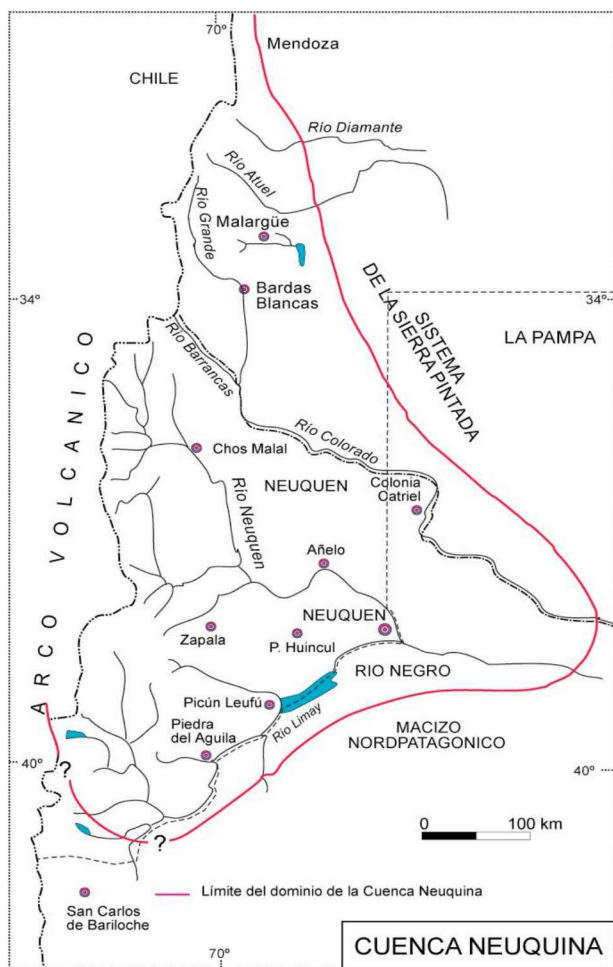 70º
Mendoza
CHILE
Río Diamante
Río Atuel
Río Grande
Malargüe
Bardas
Blancas
34º
34º
SISTEMA
DE LA SIERRA PINTADA
LA PAMPA
Río Barrancas
ARCO VOLCANICO
Río Colorado
Chos Malal
NEUQUEN
Colonia
Catriel
Río Neuquen
Añelo
NEUQUEN
Zapala
P. Huincul
RIO NEGRO
Picún Leufú
Río Limay
Piedra
del Aguila
MACIZO
NORDPATAGONICO
40º
40º
?
?
0 100 km
Límite del dominio de la Cuenca Neuquina
San Carlos
de Bariloche
CUENCA NEUQUINA
70º